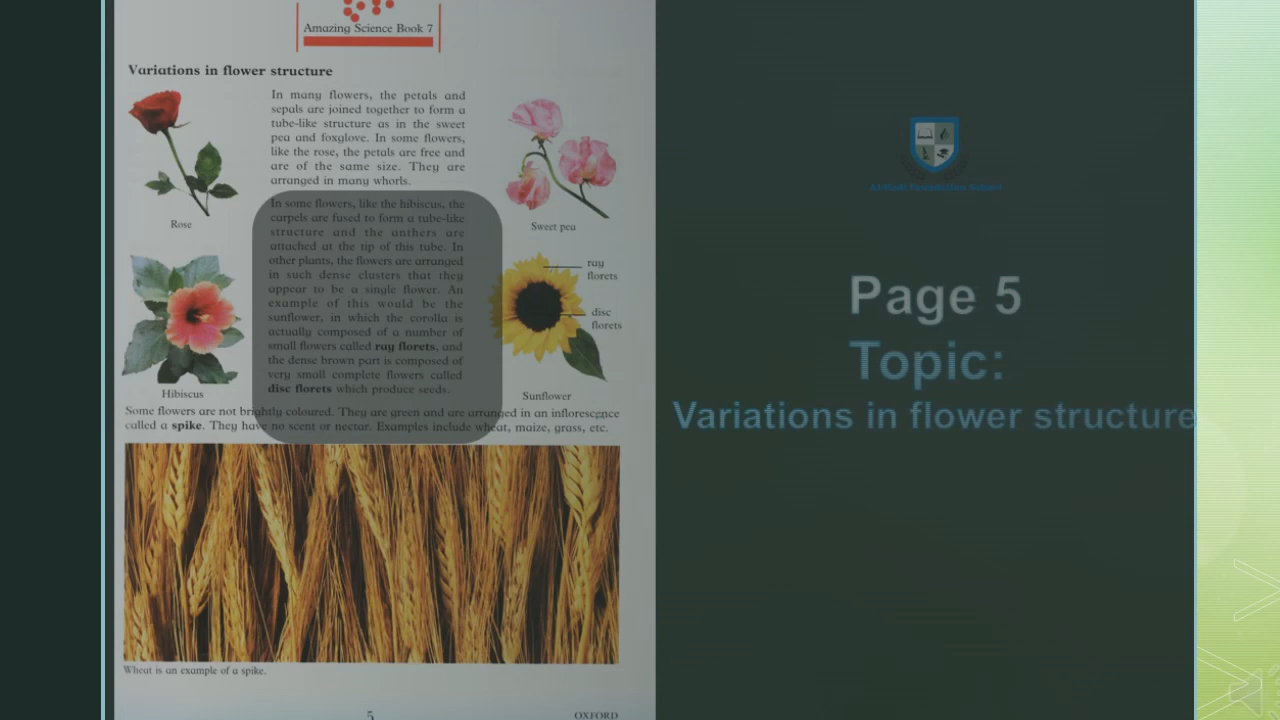 Amazing Science Book 7
Variations in flower structure
In many flowers, the petals and
sepals are joined together to form a
tube-like structure as in the sweet
pea and foxglove. In some flowers,
like the rose, the petals are free and
are of the same size. They are
arranged in many whorls.
Rose
Sweet pea
In some flowers, like the hibiscus, the
carpels are fused to form a tube-like
structure and the anthers are
attached at the tip of this tube. In
other plants, the flowers are arranged
in such dense clusters that they
appear to be a single flower. An
example of this would be the
sunflower, in which the corolla is
actually composed of a number of
small flowers called ray florets, and
the dense brown part is composed of
very small complete flowers called
disc florets which produce seeds.
Hibiscus
ray
florets
disc
florets
Sunflower
Some flowers are not brightly coloured. They are green and are arranged in an inflorescence
called a spike. They have no scent or nectar. Examples include wheat, maize, grass, etc.
Wheat is an example of a spike.
5
OXFORD
Foundation School
Page 5
Topic:
Variations in flower structure